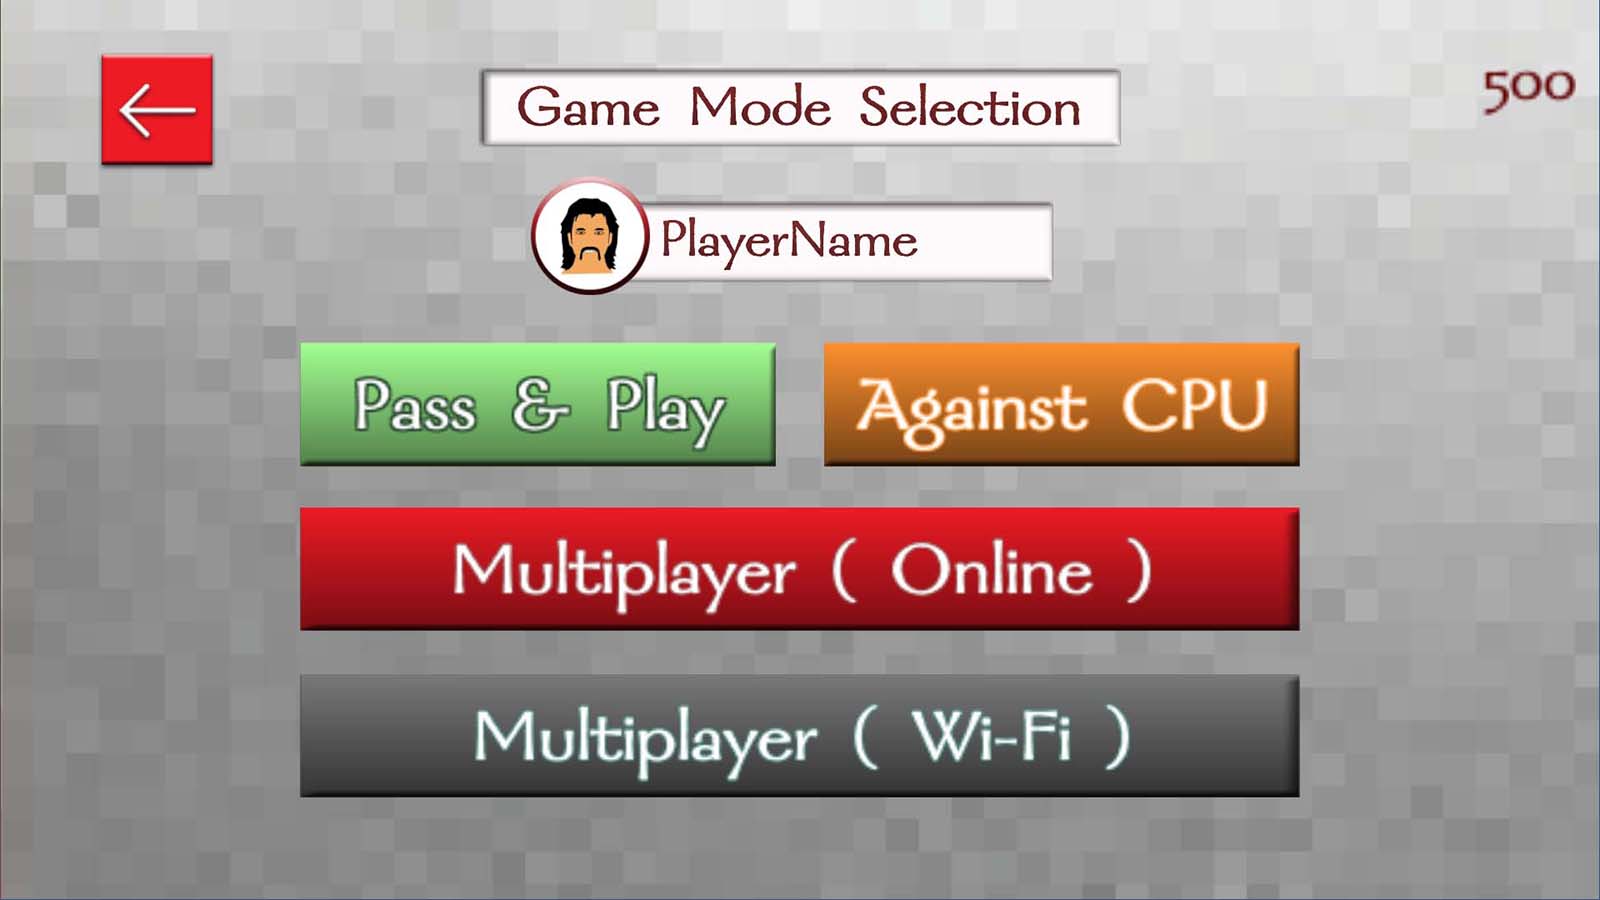 Game Mode Selection
500
PlayerName
Pass & Play
Against CPU
Multiplayer ( Online )
Multiplayer ( Wi-Fi )